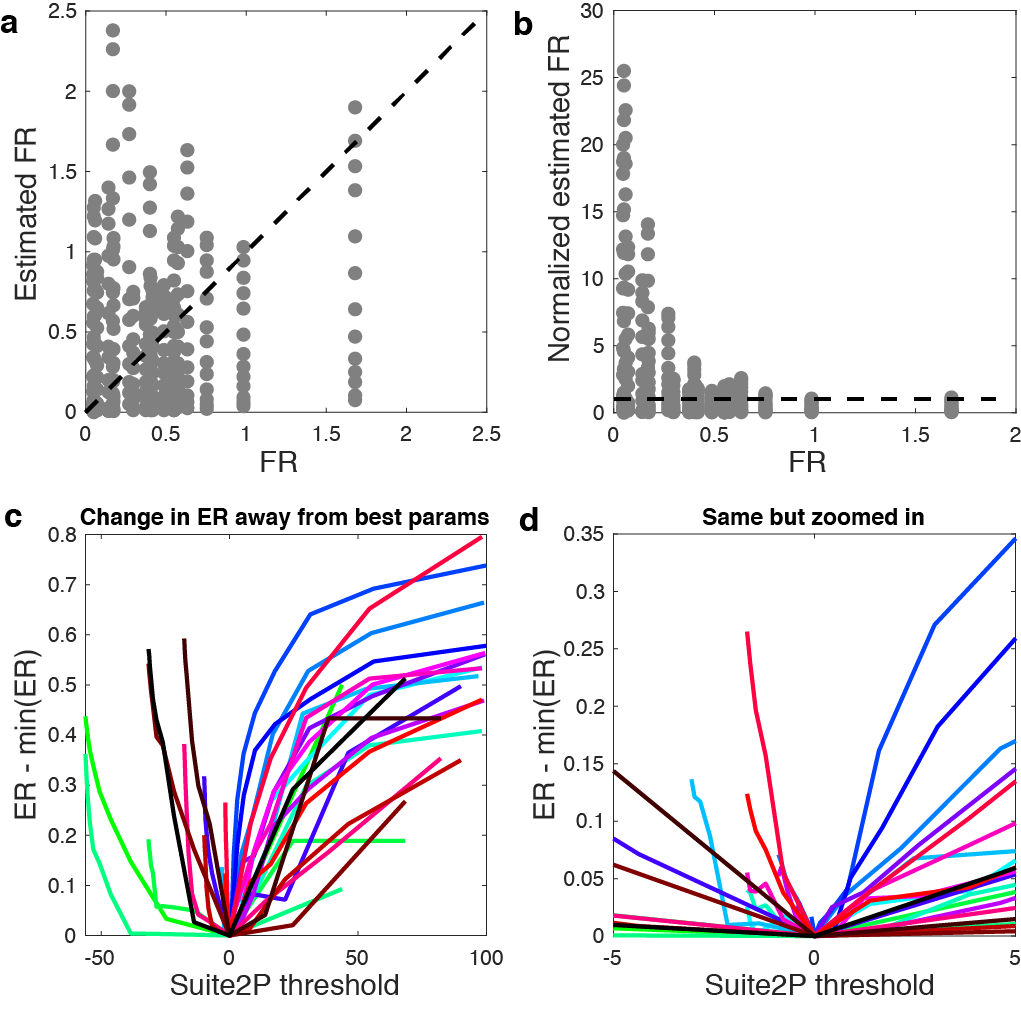 a
2.5
2
1.5
1
0.5
0
Estimated FR
0 0.5 1 1.5 2 2.5
FR
b
30
25
20
15
10
5
0
Normalized estimated FR
0 0.5 1 1.5 2
FR
c
Change in ER away from best params
0.8
0.7
0.6
0.5
0.4
0.3
0.2
0.1
0
ER - min(ER)
-50 0 50 100
Suite2P threshold
d
Same but zoomed in
0.35
0.3
0.25
0.2
0.15
0.1
0.05
0
ER - min(ER)
-5 0 5
Suite2P threshold